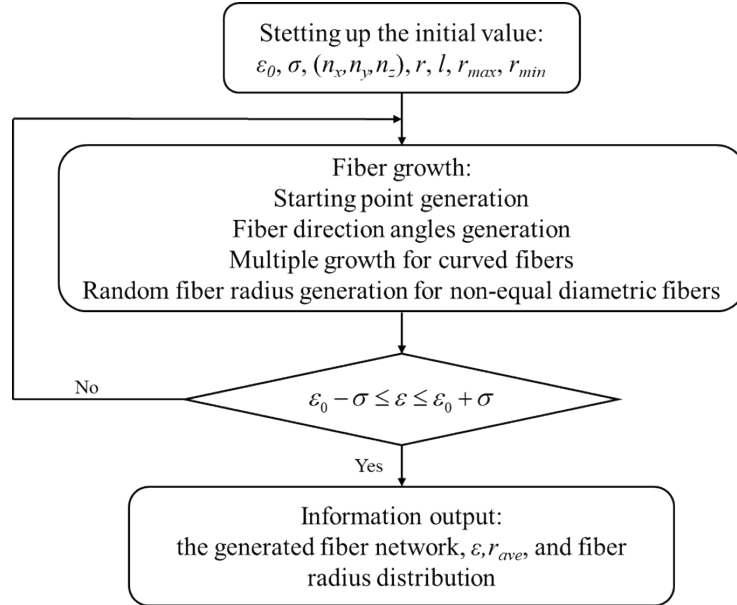 Stetting up the initial value:
ε0, σ, (nx,ny,nz), r, l, rmax, rmin
Fiber growth:
Starting point generation
Fiber direction angles generation
Multiple growth for curved fibers
Random fiber radius generation for non-equal diametric fibers
No
ε0 − σ ≤ ε ≤ ε0 + σ
Yes
Information output:
the generated fiber network, ε,rave, and fiber
radius distribution